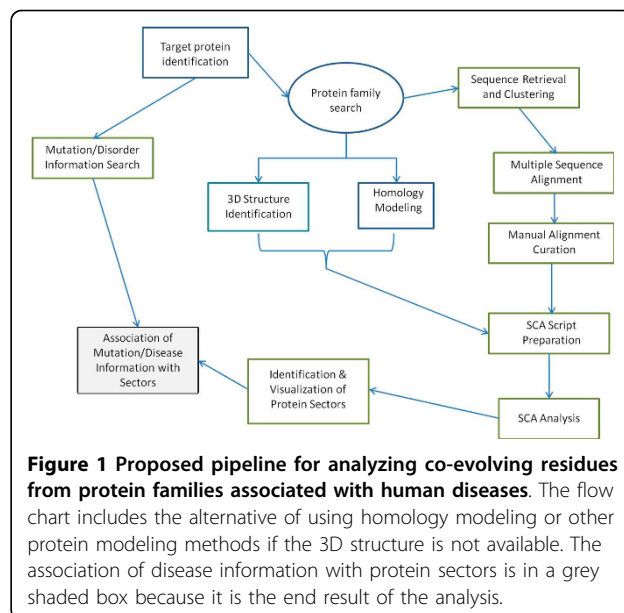 Target protein
identification
Protein family
search
Sequence Retrieval
and Clustering
Mutation/Disorder
Information Search
3D Structure
Identification
Homology
Modeling
Multiple Sequence
Alignment
Manual Alignment
Curation
SCA Script
Preparation
Association of
Mutation/Disease
Information with
Sectors
Identification &
Visualization of
Protein Sectors
SCA Analysis
Figure 1 Proposed pipeline for analyzing co-evolving residues
from protein families associated with human diseases. The flow
chart includes the alternative of using homology modeling or other
protein modeling methods if the 3D structure is not available. The
association of disease information with protein sectors is in a grey
shaded box because it is the end result of the analysis.